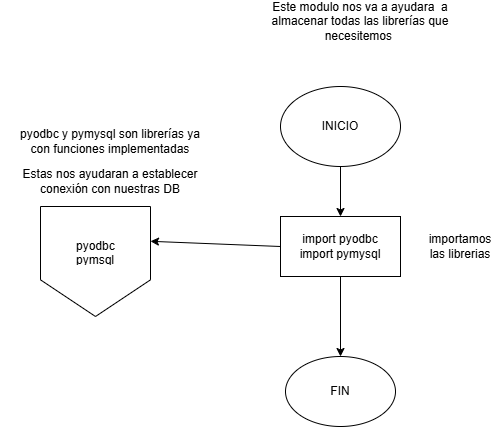 Este modulo nos va a ayudara a
almacenar todas las librerías que
necesitemos
INICIO
pyodbc y pymysql son librerías ya
con funciones implementadas
Estas nos ayudaran a establecer
conexión con nuestras DB
pyodbc
pymsql
import pyodbc
import pymysql
importamos
las librerias
FIN